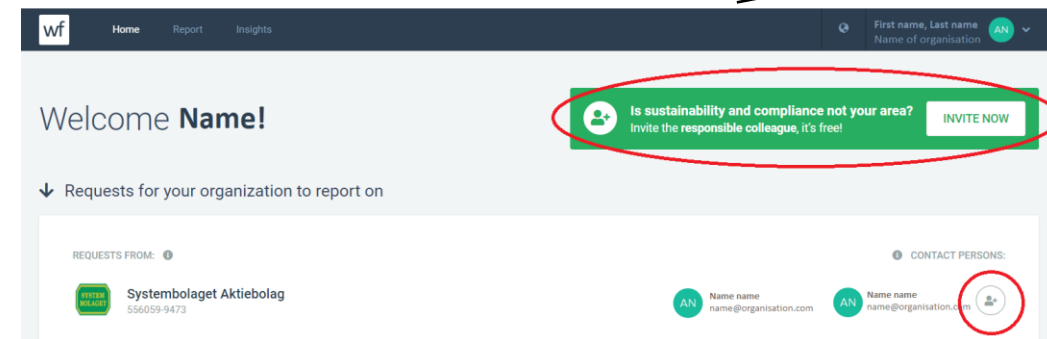 wf Home Report Insights First name, Last name AN
Name of organisation
Is sustainability and compliance not your area? INVITE NOW
Invite the responsible colleague, it's free!
Welcome Name!
Requests for your organization to report on
REQUESTS FROM: CONTACT PERSONS:
SYSTEM
BOLAGET
Systembolaget Aktiebolag
556059-9473
AN Name name
name@organisation.com
AN Name name
name@organisation.com